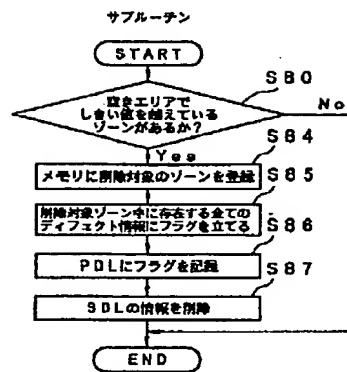 サブルーチン
START
S80
空きエリアで
しきい値を越えている
ゾーンがあるか?
No
Yes
S84
メモリに削除対象のゾーンを登録
S85
削除対象ゾーン中に存在する全ての
ディフェクト情報にフラグを立てる
S86
PDLにフラグを記録
S87
SDLの情報を削除
END